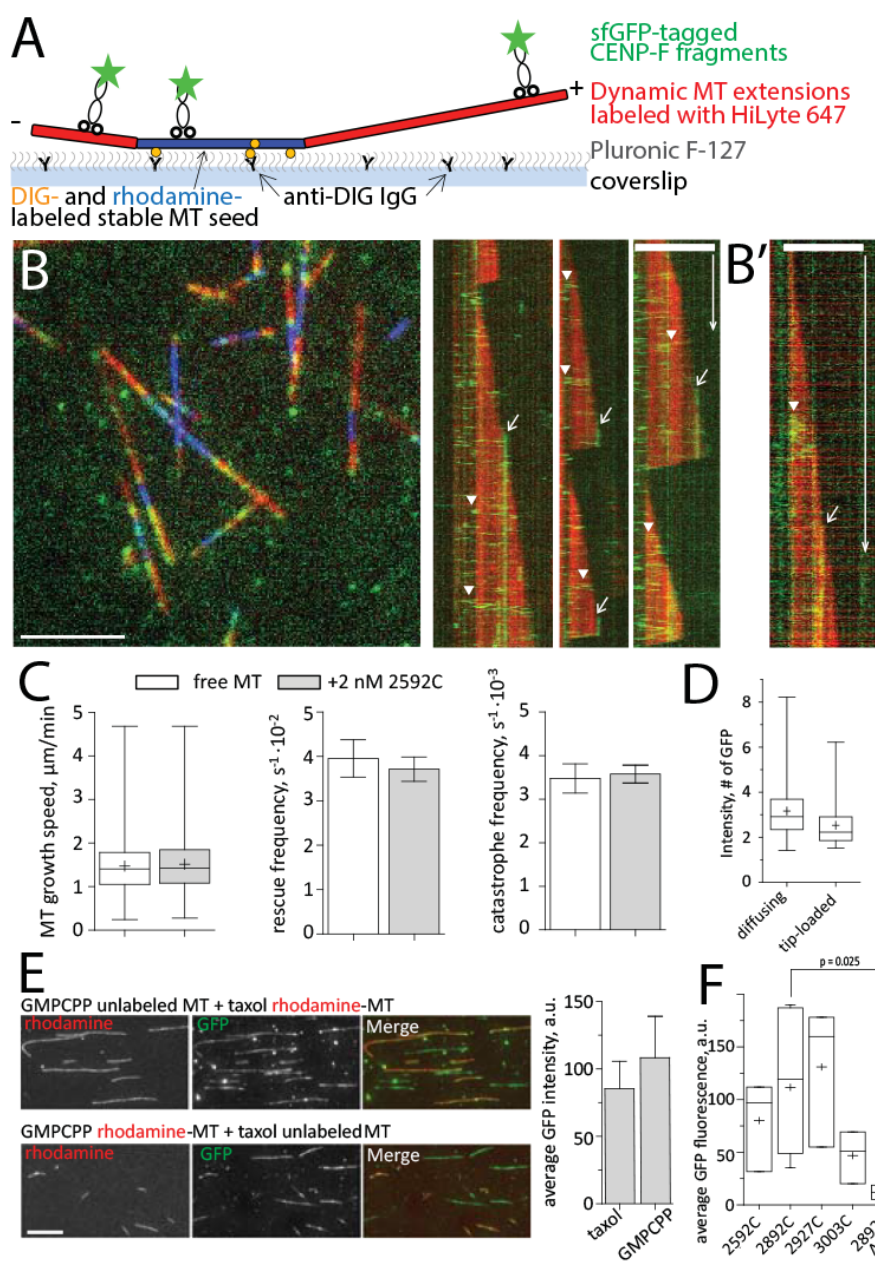 A
sfGFP-tagged
CENP-F fragments
+
Dynamic MT extensions
labeled with HiLyte 647
-
Pluronic F-127
coverslip
Y Y Y Y Y Y
DIG- and rhodamine-
labeled stable MT seed
anti-DIG IgG
B
B'
C
free MT
+2 nM 2592C
MT growth speed, µm/min
5
4
3
2
1
0
rescue frequency, s-1 ·10-2
5
4
3
2
1
0
catastrophe frequency, s-1 ·10-3
5
4
3
2
1
0
D
Intensity, # of GFP
8
6
4
2
0
diffusing
tip-loaded
E
GMPCPP unlabeled MT + taxol rhodamine-MT
rhodamine
GFP
Merge
GMPCPP rhodamine-MT + taxol unlabeled MT
rhodamine
GFP
Merge
average GFP intensity, a.u.
150
100
75
50
0
taxol
GMPCPP
F
p = 0.025
average GFP fluorescence, a.u.
150
100
50
0
2592C
2892C
2927C
3003C
2892